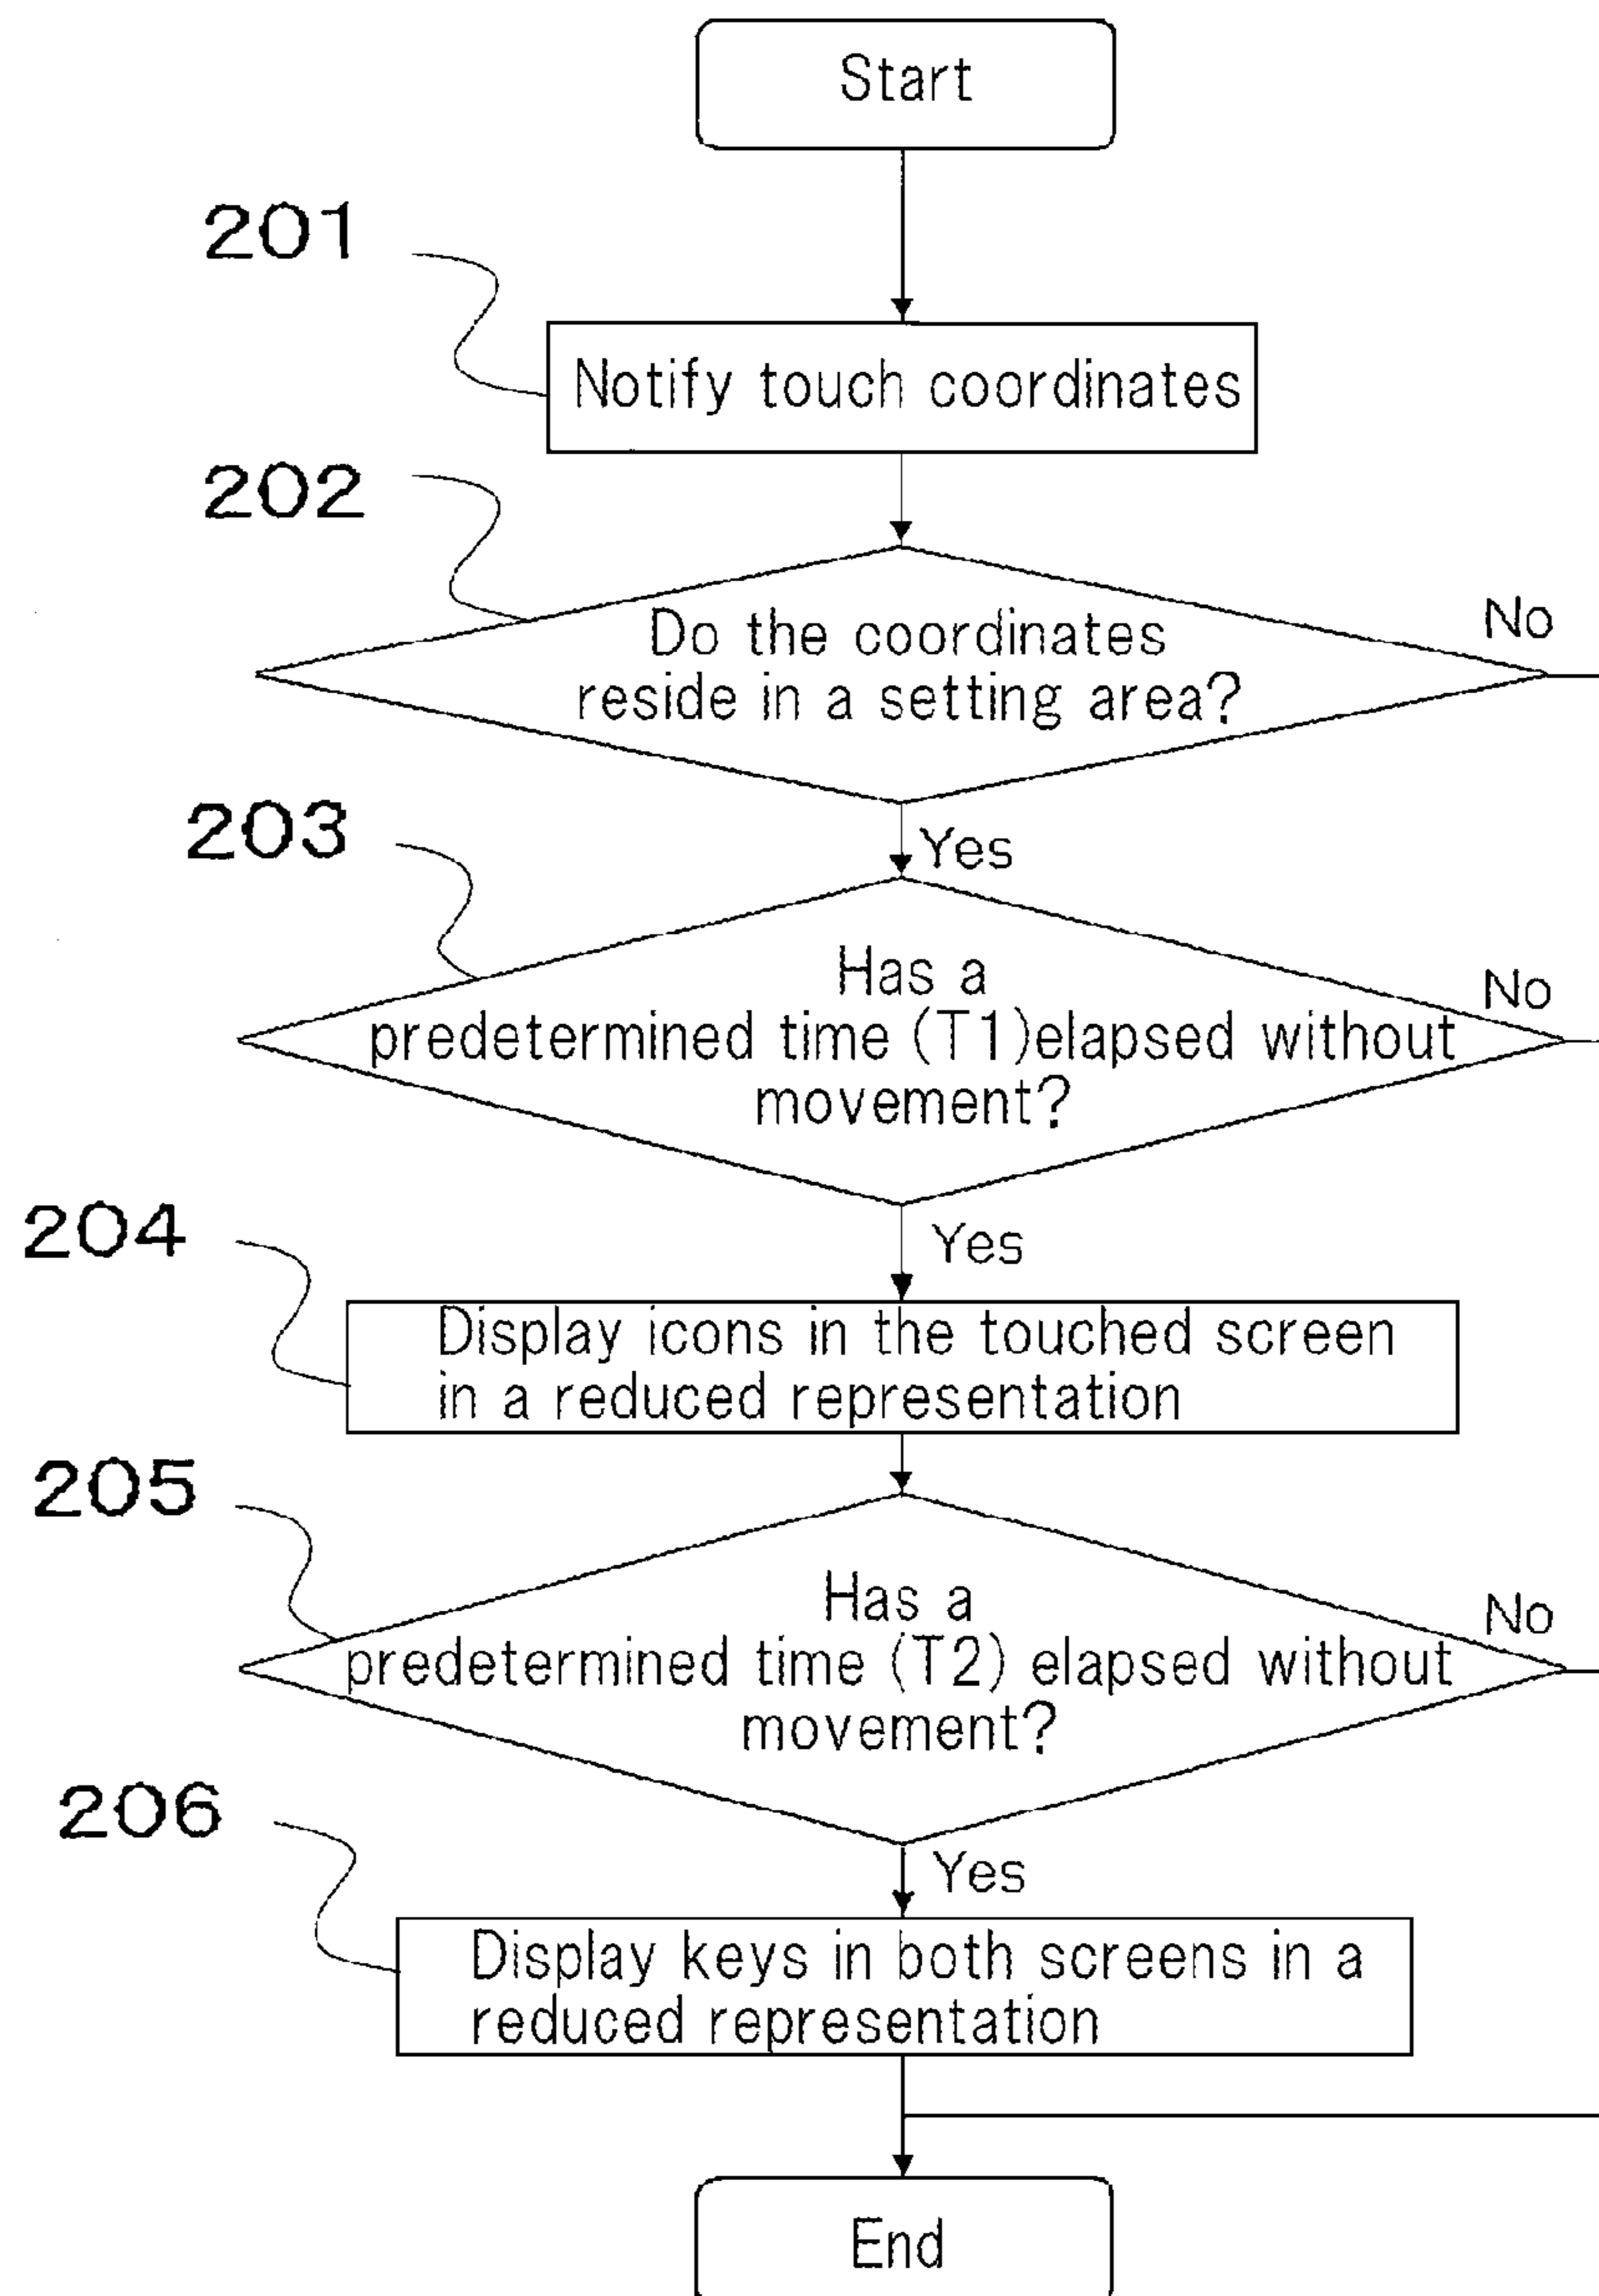 Start
201
Notify touch coordinates
202
Do the coordinates
reside in a setting area?
No
Yes
203
Has a
predetermined time (T1)elapsed without
movement?
No
Yes
204
Display icons in the touched screen
in a reduced representation
205
Has a
predetermined time (T2) elapsed without
movement?
No
Yes
206
Display keys in both screens in a
reduced representation
End